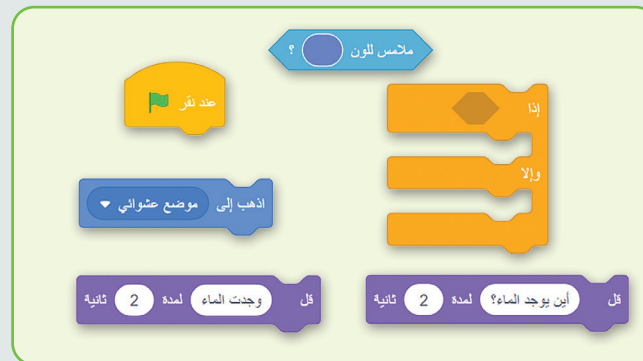 ملامس للون ؟
عند نقر
إذا
وإلا
اذهب إلى موضع عشوائي
قل أين يوجد الماء؟ لمدة 2 ثانية
قل وجدت الماء لمدة 2 ثانية